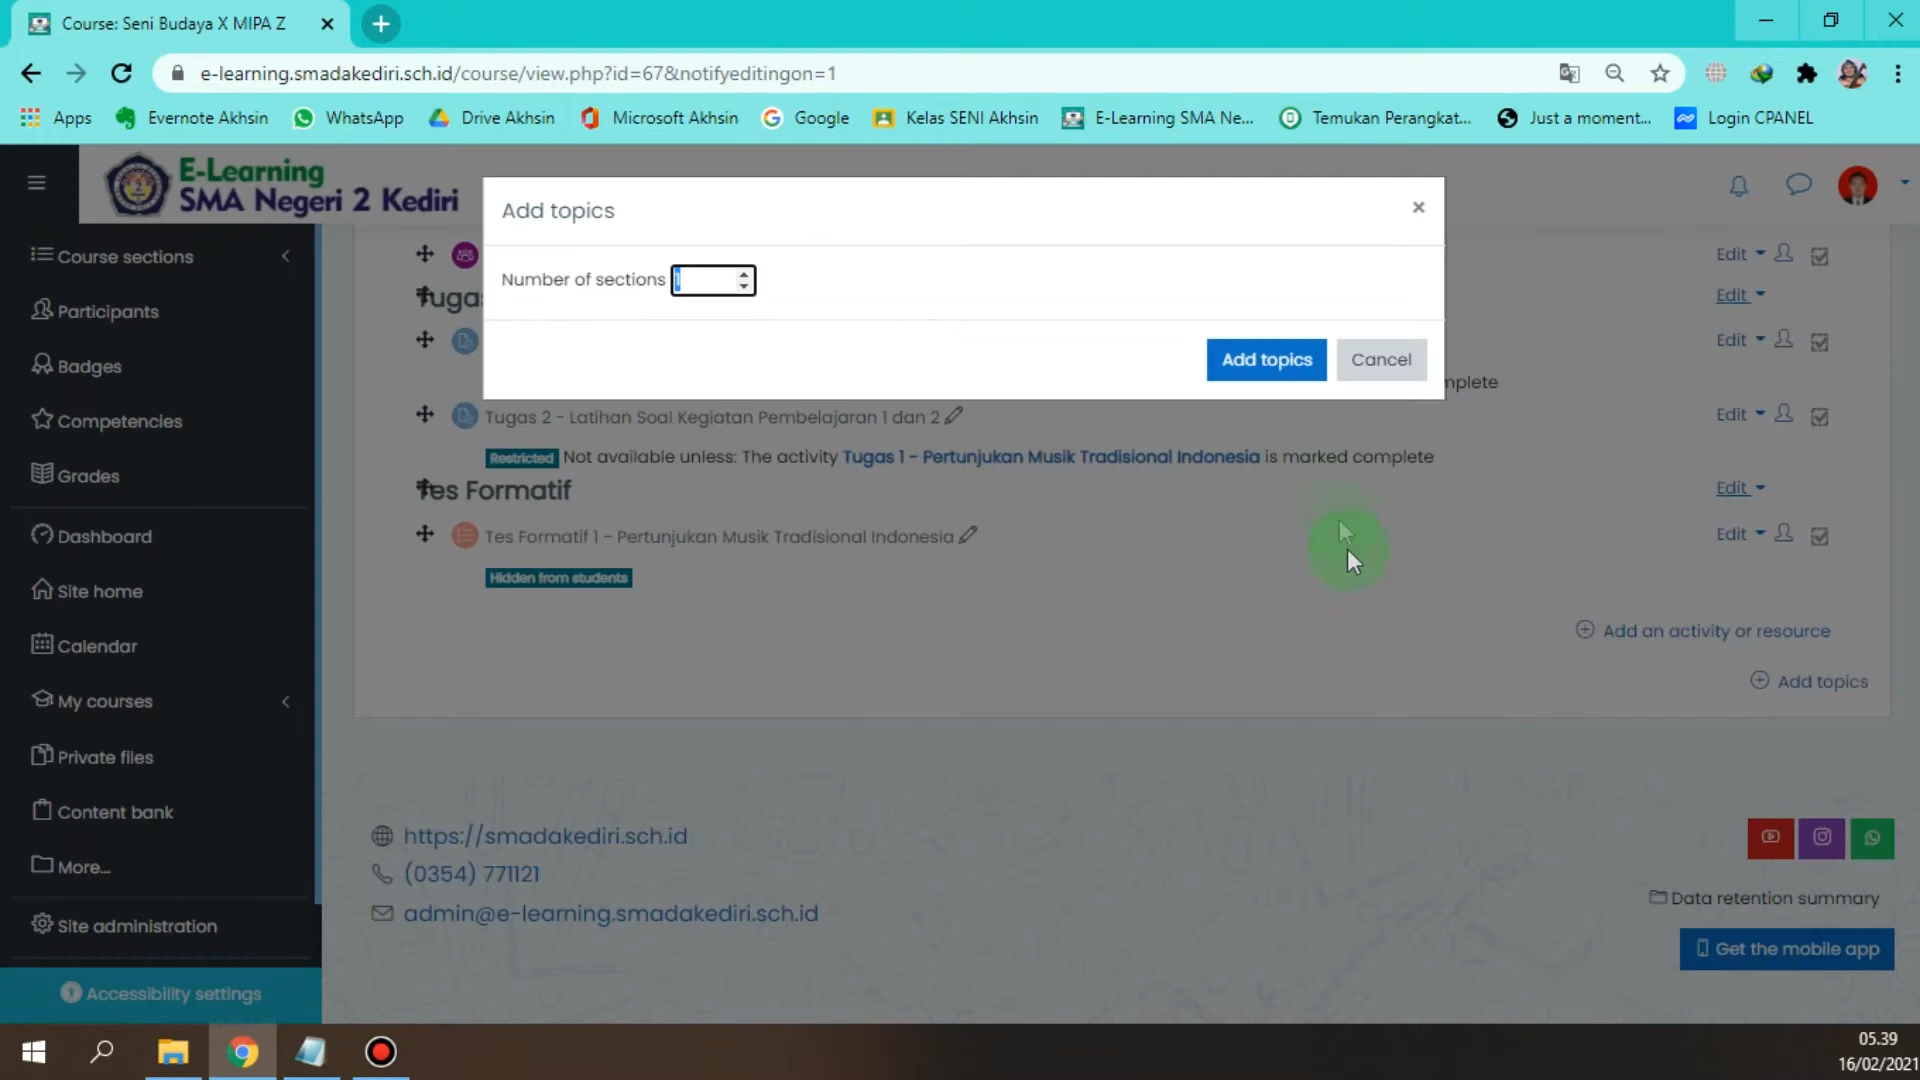 Course: Seni Budaya X MIPA Z
e-learning.smadakediri.sch.id/course/view.php?id=67&notifyeditingon=1
Apps
Evernote Akhsin
WhatsApp
Drive Akhsin
Microsoft Akhsin
Google
Kelas SENI Akhsin
E-Learning SMA Ne...
Temukan Perangkat...
Just a moment...
Login CPANEL
E-Learning
SMA Negeri 2 Kediri
Add topics
Number of sections 1
Add topics
Cancel
Course sections
Participants
Badges
Competencies
Grades
Dashboard
Site home
Calendar
My courses
Private files
Content bank
More...
Site administration
Accessibility settings
Edit
Edit
Edit
Tugas 2 - Latihan Soal Kegiatan Pembelajaran 1 dan 2
Edit
Restricted Not available unless: The activity Tugas 1 - Pertunjukan Musik Tradisional Indonesia is marked complete
Tes Formatif
Edit
Tes Formatif 1 - Pertunjukan Musik Tradisional Indonesia
Edit
Hidden from students
Add an activity or resource
Add topics
https://smadakediri.sch.id
(0354) 771121
admin@e-learning.smadakediri.sch.id
Data retention summary
Get the mobile app
05.39
16/02/2021